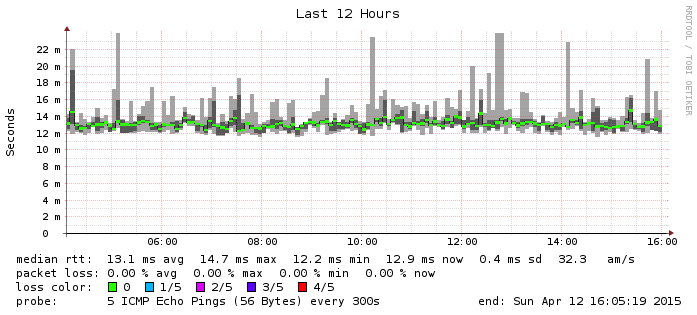 Last 12 Hours
RRDTOOL / TOBI OETIKER
Seconds
22 m
20 m
18 m
16 m
14 m
12 m
10 m
8 m
6 m
4 m
2 m
0
06:00 08:00 10:00 12:00 14:00 16:00
median rtt: 13.1 ms avg 14.7 ms max 12.2 ms min 12.9 ms now 0.4 ms sd 32.3 am/s
packet loss: 0.00 % avg 0.00 % max 0.00 % min 0.00 % now
loss color: 0 1/5 2/5 3/5 4/5
probe: 5 ICMP Echo Pings (56 Bytes) every 300s end: Sun Apr 12 16:05:19 2015